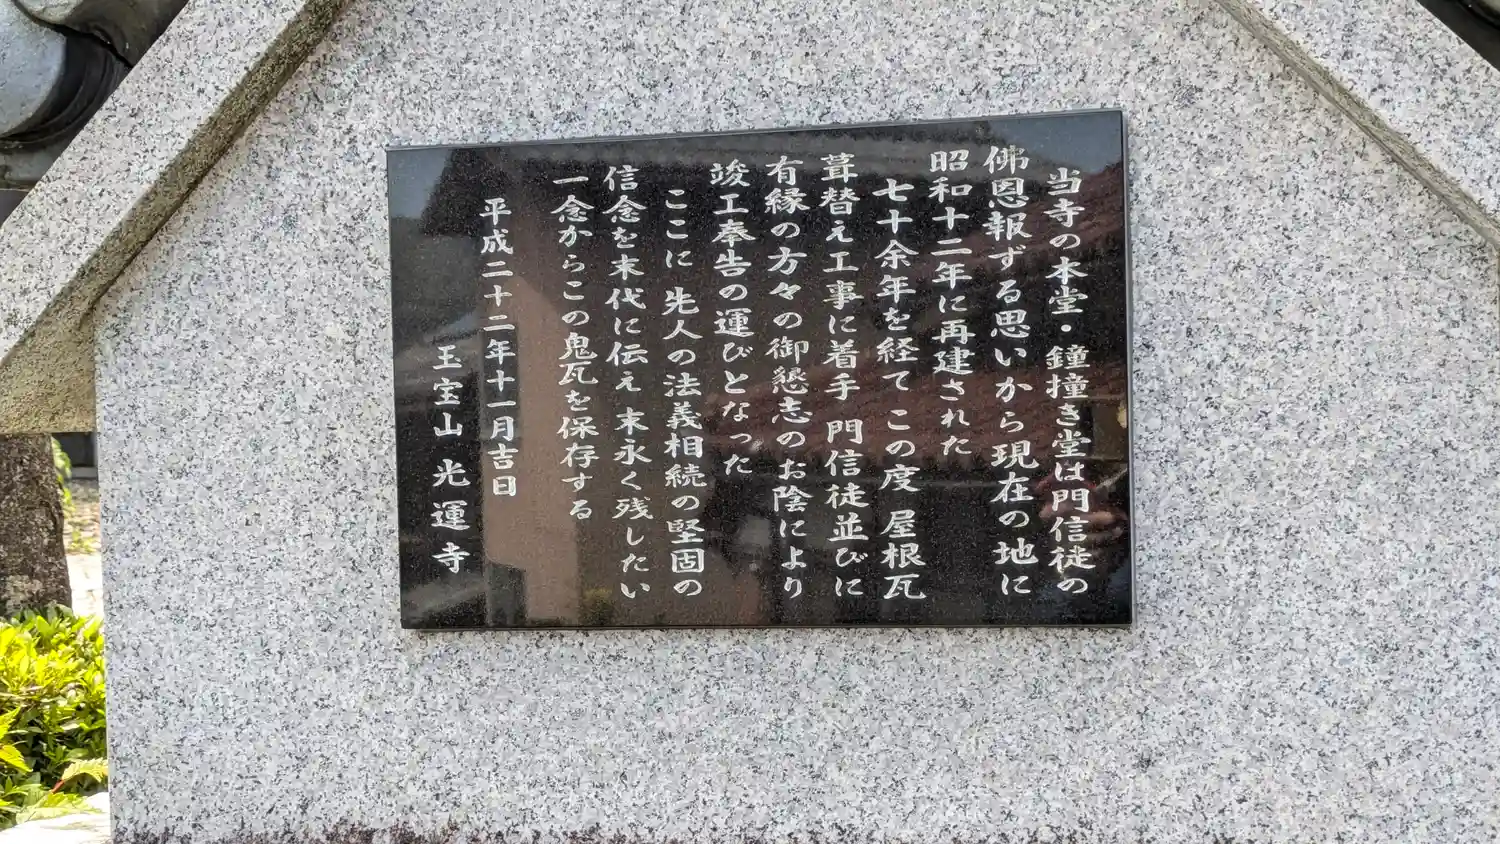 当寺の本堂・鐘撞き堂は門信徒の
佛恩報ずる思いから現在の地に
昭和十二年に再建された
七十余年を経て この度 屋根瓦
葺替え工事に着手 門信徒並びに
有縁の方々の御懇志のお陰により
竣工奉告の運びとなった
ここに 先人の法義相続の堅固の
信念を末代に伝え 末永く残したい
一念からこの鬼瓦を保存する
平成二十二年十一月吉日
玉宝山 光運寺